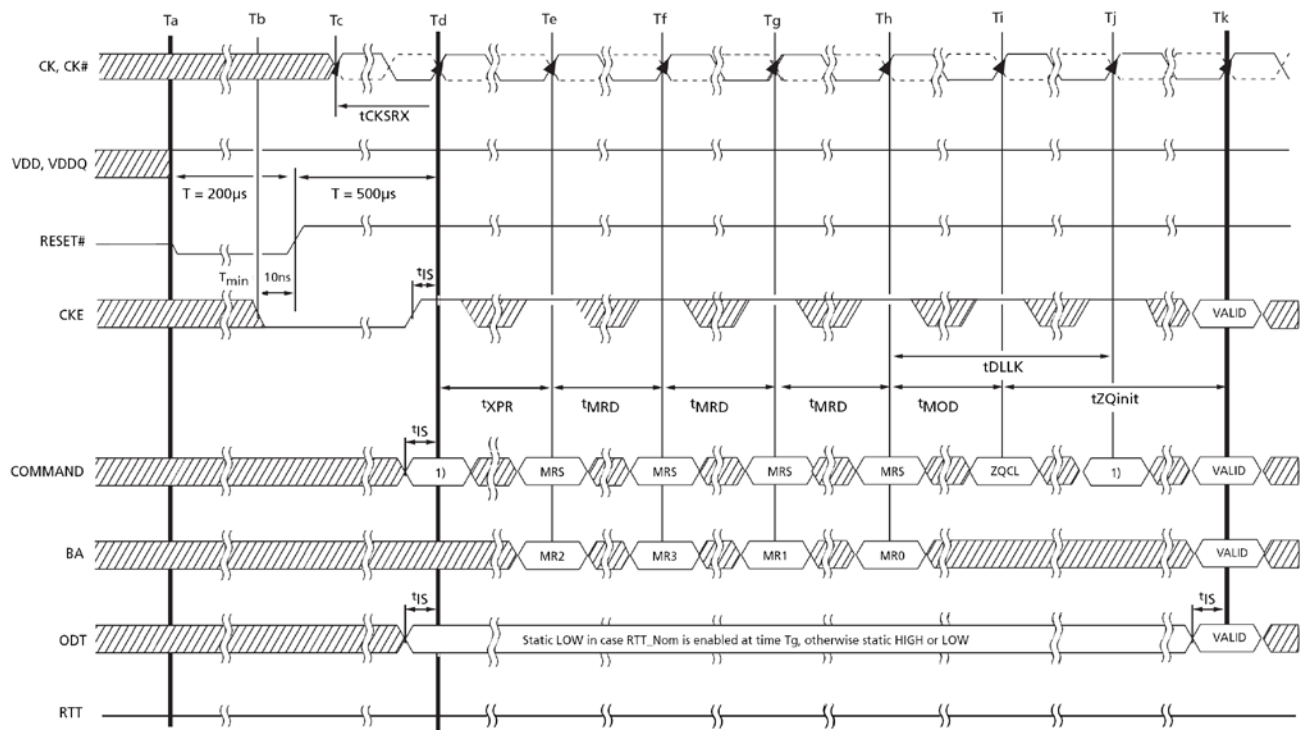 Ta Tb Tc Td Te Tf Tg Th Ti Tj Tk
CK, CK#
tCKSRX
VDD, VDDQ
T = 200μs T = 500μs
RESET#
Tmin 10ns tIS
CKE VALID
tDLLK
tXPR tMRD tMRD tMRD tMOD tZQinit
tIS
COMMAND 1) MRS MRS MRS MRS ZQCL 1) VALID
BA MR2 MR3 MR1 MR0 VALID
tIS tIS
ODT Static LOW in case RTT_Nom is enabled at time Tg, otherwise static HIGH or LOW VALID
RTT